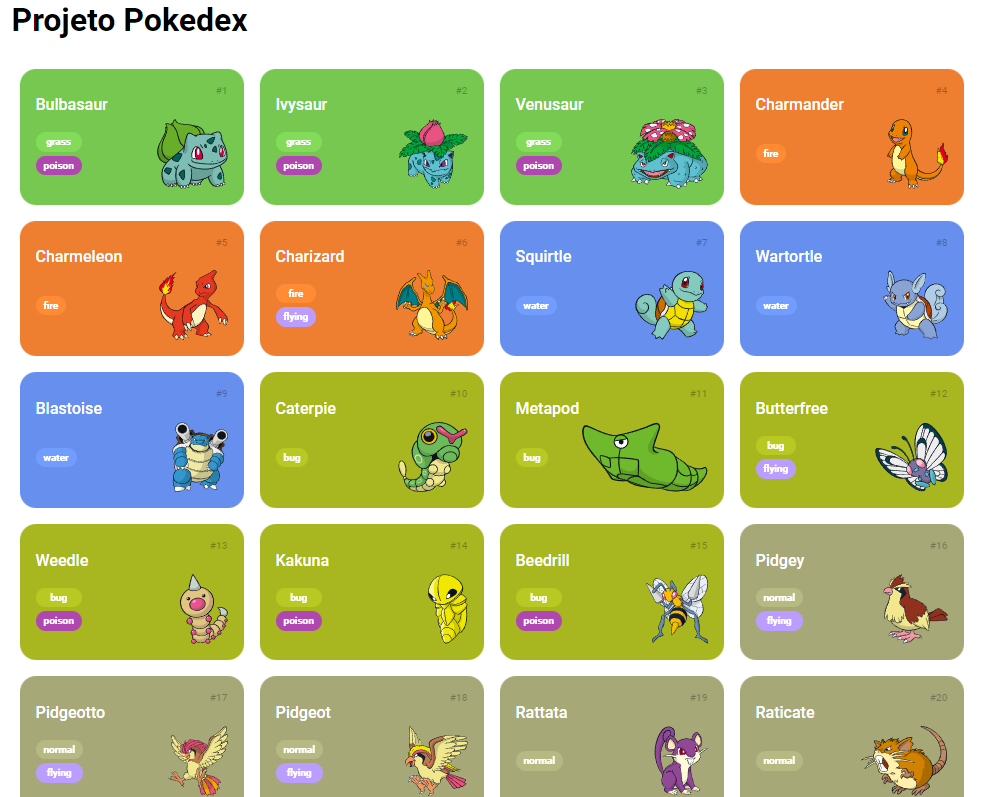 Projeto Pokedex
#1
Bulbasaur
grass
poison
#2
Ivysaur
grass
poison
#3
Venusaur
grass
poison
#4
Charmander
fire
#5
Charmeleon
fire
#6
Charizard
fire
flying
#7
Squirtle
water
#8
Wartortle
water
#9
Blastoise
water
#10
Caterpie
bug
#11
Metapod
bug
#12
Butterfree
bug
flying
#13
Weedle
bug
poison
#14
Kakuna
bug
poison
#15
Beedrill
bug
poison
#16
Pidgey
normal
flying
#17
Pidgeotto
normal
flying
#18
Pidgeot
normal
flying
#19
Rattata
normal
#20
Raticate
normal